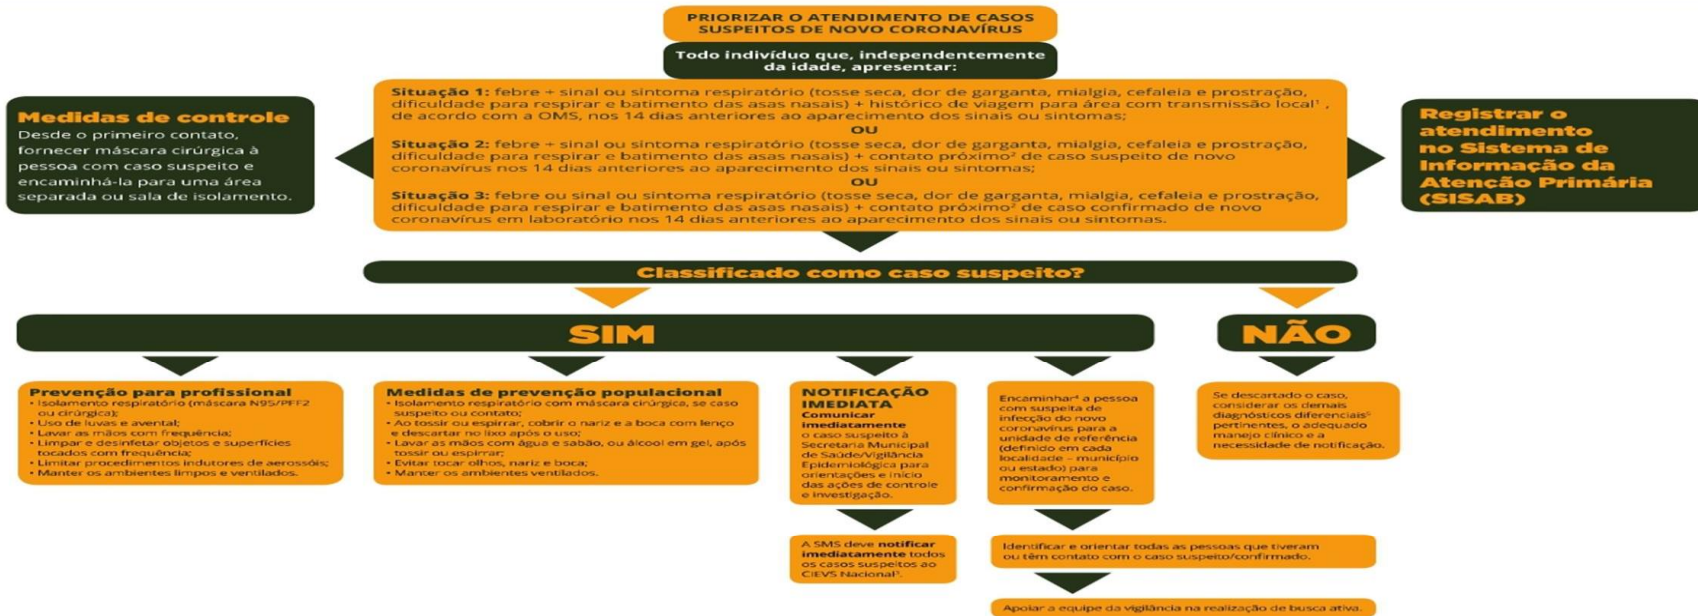 PRIORIZAR O ATENDIMENTO DE CASOS
SUSPEITOS DE NOVO CORONAVÍRUS
Todo indivíduo que, independentemente
da idade, apresentar:
Medidas de controle
Desde o primeiro contato,
fornecer máscara cirúrgica à
pessoa com caso suspeito e
encaminhá-la para uma área
separada ou sala de isolamento.
Situação 1: febre + sinal ou sintoma respiratório (tosse seca, dor de garganta, mialgia, cefaleia e prostração,
dificuldade para respirar e batimento das asas nasais) + histórico de viagem para área com transmissão local¹ ,
de acordo com a OMS, nos 14 dias anteriores ao aparecimento dos sinais ou sintomas;
OU
Situação 2: febre + sinal ou sintoma respiratório (tosse seca, dor de garganta, mialgia, cefaleia e prostração,
dificuldade para respirar e batimento das asas nasais) + contato próximo² de caso suspeito de novo
coronavírus nos 14 dias anteriores ao aparecimento dos sinais ou sintomas;
OU
Situação 3: febre ou sinal ou sintoma respiratório (tosse seca, dor de garganta, mialgia, cefaleia e prostração,
dificuldade para respirar e batimento das asas nasais) + contato próximo² de caso confirmado de novo
coronavírus em laboratório nos 14 dias anteriores ao aparecimento dos sinais ou sintomas.
Registrar o
atendimento
no Sistema de
Informação da
Atenção Primária
(SISAB)
Classificado como caso suspeito?
SIM
NÃO
Prevenção para profissional
• Isolamento respiratório (máscara N95/PFF2
ou cirúrgica);
• Uso de luvas e avental;
• Lavar as mãos com frequência;
• Limpar e desinfetar objetos e superfícies
tocados com frequência;
• Limitar procedimentos indutores de aerossóis;
• Manter os ambientes limpos e ventilados.
Medidas de prevenção populacional
• Isolamento respiratório com máscara cirúrgica, se caso
suspeito ou contato;
• Ao tossir ou espirrar, cobrir o nariz e a boca com lenço
e descartar no lixo após o uso;
• Lavar as mãos com água e sabão, ou álcool em gel, após
tossir ou espirrar;
• Evitar tocar olhos, nariz e boca;
• Manter os ambientes ventilados.
NOTIFICAÇÃO
IMEDIATA
Comunicar
imediatamente
o caso suspeito à
Secretaria Municipal
de Saúde/Vigilância
Epidemiológica para
orientações e início
das ações de controle
e investigação.
Encaminhar⁴ a pessoa
com suspeita de
infecção do novo
coronavírus para a
unidade de referência
(definido em cada
localidade – município
ou estado) para
monitoramento e
confirmação do caso.
Se descartado o caso,
considerar os demais
diagnósticos diferenciais⁵
pertinentes, o adequado
manejo clínico e a
necessidade de notificação.
A SMS deve notificar
imediatamente todos
os casos suspeitos ao
CIEVS Nacional³.
Identificar e orientar todas as pessoas que tiveram
ou têm contato com o caso suspeito/confirmado.
Apoiar a equipe da vigilância na realização de busca ativa.